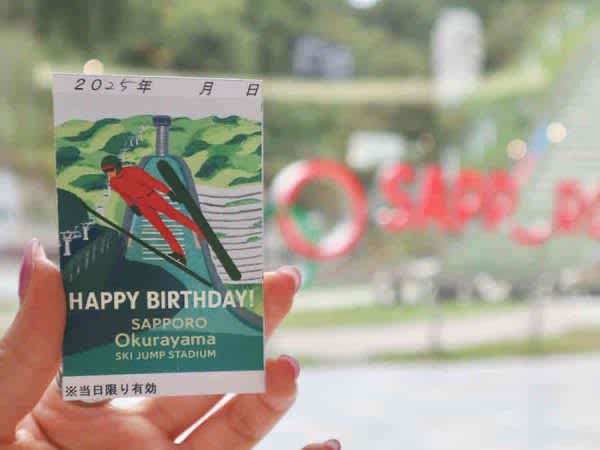 2025年 月 日
HAPPY BIRTHDAY!
SAPPORO
Okurayama
SKI JUMP STADIUM
※当日限り有効
SAPP_RO